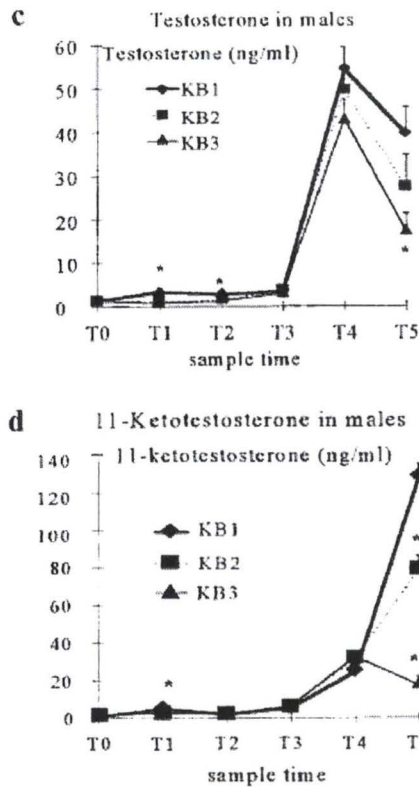 c
Testosterone in males
60
Testosterone (ng/ml)
50
KB1
KB2
40
KB3
30
20
*
*
*
10
0
T0 T1 T2 T3 T4 T5
sample time
d
11-Ketotestosterone in males
140
11-ketotestosterone (ng/ml)
120
100
KB1
*
80
KB2
60
KB3
40
*
*
20
0
T0 T1 T2 T3 T4 T
sample time